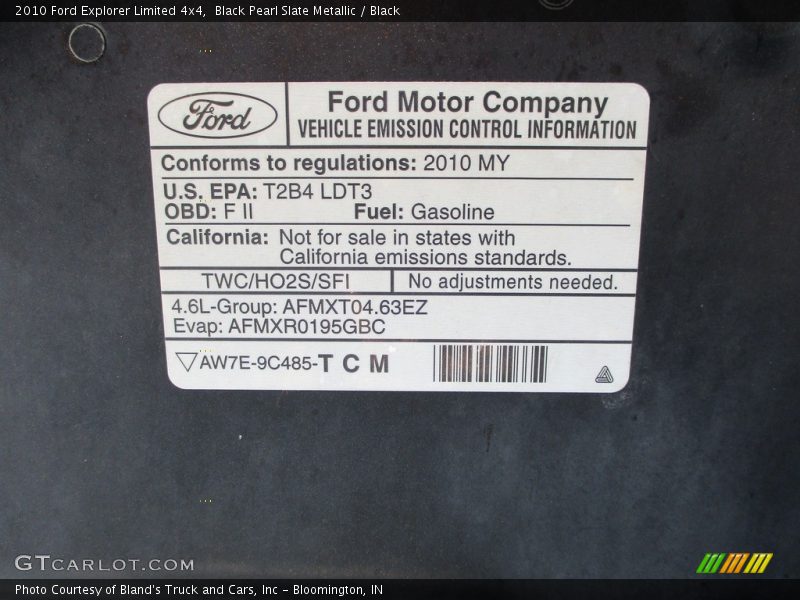 2010 Ford Explorer Limited 4x4,  Black Pearl Slate Metallic / Black
Ford
Ford Motor Company
VEHICLE EMISSION CONTROL INFORMATION
Conforms to regulations: 2010 MY
U.S. EPA: T2B4 LDT3
OBD: F II Fuel: Gasoline
California: Not for sale in states with
California emissions standards.
TWC/HO2S/SFI No adjustments needed.
4.6L-Group: AFMXT04.63EZ
Evap: AFMXR0195GBC
AW7E-9C485-T C M
GTCARLOT.COM
Photo Courtesy of Bland's Truck and Cars, Inc - Bloomington, IN